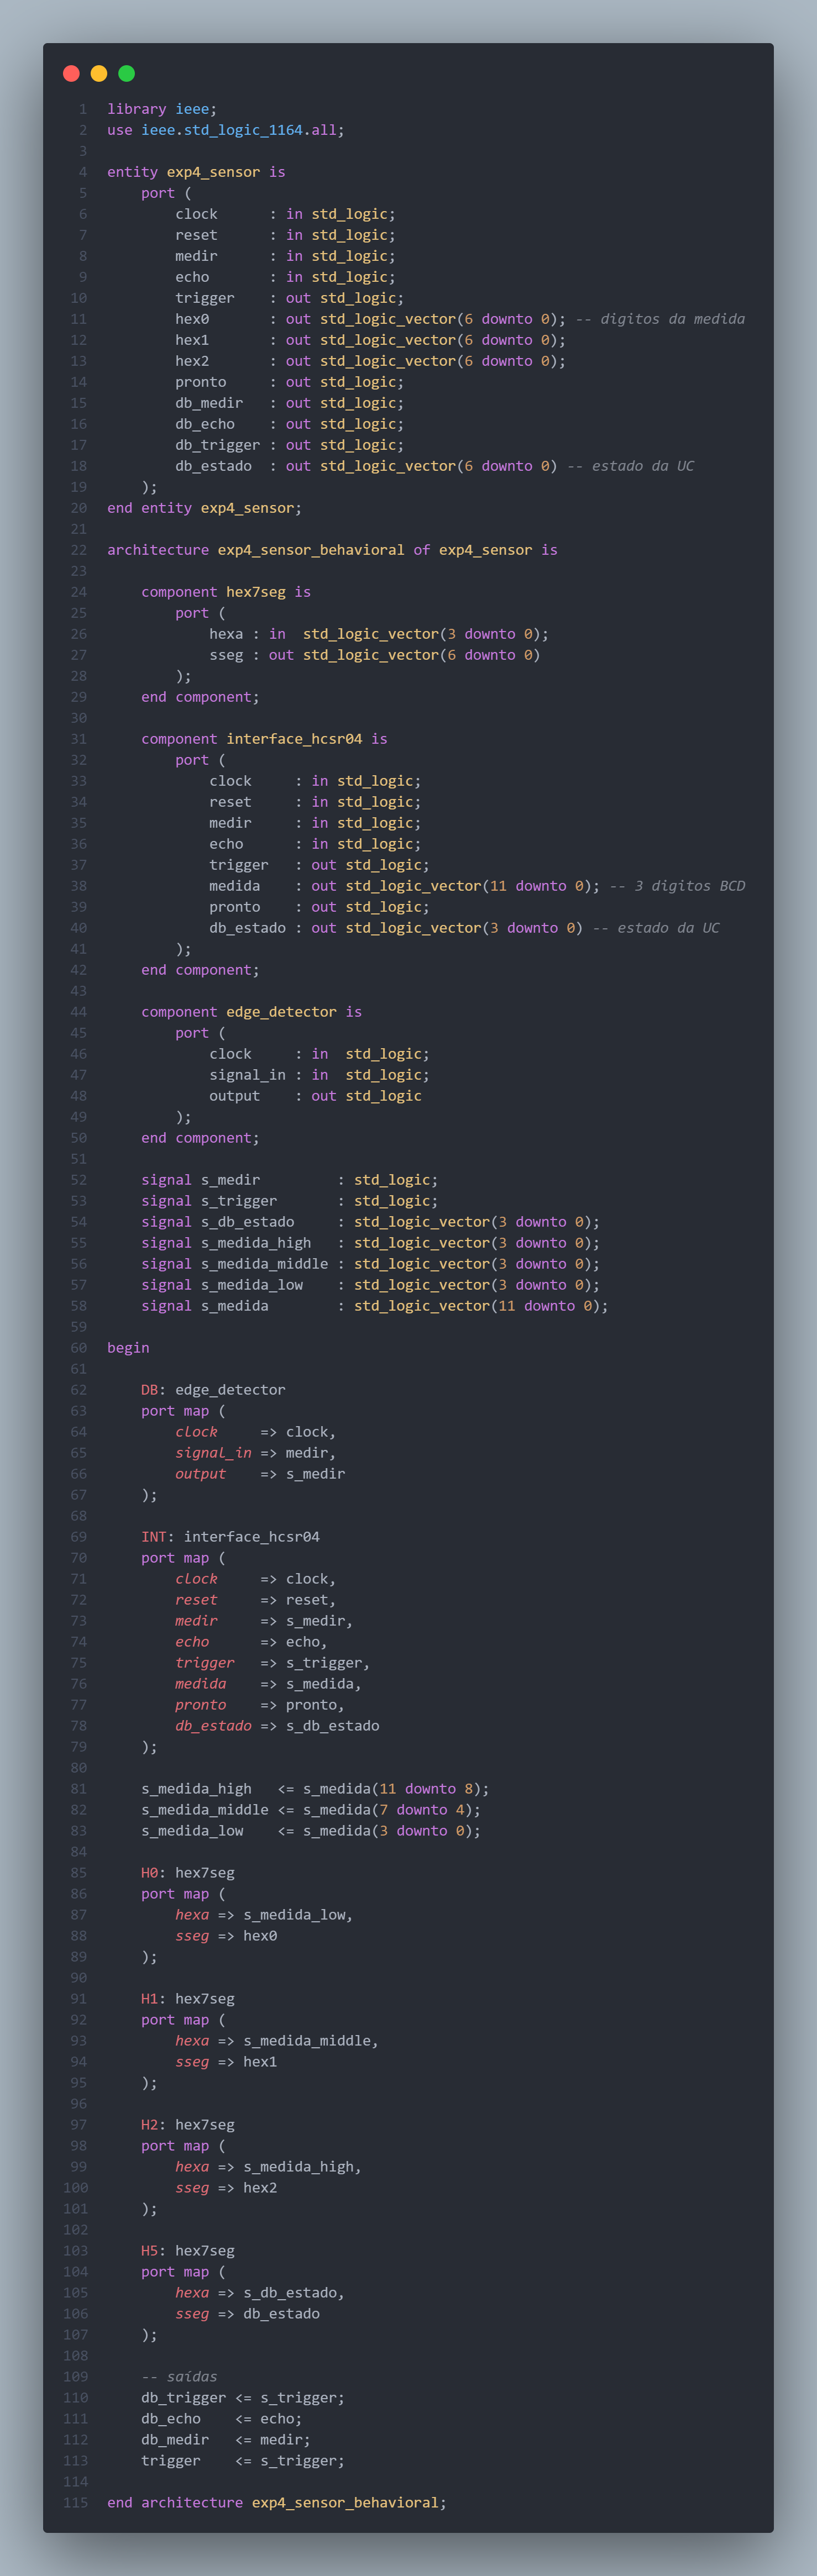 1 library ieee;
2 use ieee.std_logic_1164.all;
3
4 entity exp4_sensor is
5     port (
6         clock      : in std_logic;
7         reset      : in std_logic;
8         medir      : in std_logic;
9         echo       : in std_logic;
10         trigger    : out std_logic;
11         hex0       : out std_logic_vector(6 downto 0); -- digitos da medida
12         hex1       : out std_logic_vector(6 downto 0);
13         hex2       : out std_logic_vector(6 downto 0);
14         pronto     : out std_logic;
15         db_medir   : out std_logic;
16         db_echo    : out std_logic;
17         db_trigger : out std_logic;
18         db_estado  : out std_logic_vector(6 downto 0) -- estado da UC
19     );
20 end entity exp4_sensor;
21
22 architecture exp4_sensor_behavioral of exp4_sensor is
23
24     component hex7seg is
25         port (
26             hexa : in  std_logic_vector(3 downto 0);
27             sseg : out std_logic_vector(6 downto 0)
28         );
29     end component;
30
31     component interface_hcsr04 is
32         port (
33             clock     : in std_logic;
34             reset     : in std_logic;
35             medir     : in std_logic;
36             echo      : in std_logic;
37             trigger   : out std_logic;
38             medida    : out std_logic_vector(11 downto 0); -- 3 digitos BCD
39             pronto    : out std_logic;
40             db_estado : out std_logic_vector(3 downto 0) -- estado da UC
41         );
42     end component;
43
44     component edge_detector is
45         port (
46             clock     : in  std_logic;
47             signal_in : in  std_logic;
48             output    : out std_logic
49         );
50     end component;
51
52     signal s_medir         : std_logic;
53     signal s_trigger       : std_logic;
54     signal s_db_estado     : std_logic_vector(3 downto 0);
55     signal s_medida_high   : std_logic_vector(3 downto 0);
56     signal s_medida_middle : std_logic_vector(3 downto 0);
57     signal s_medida_low    : std_logic_vector(3 downto 0);
58     signal s_medida        : std_logic_vector(11 downto 0);
59
60 begin
61
62     DB: edge_detector
63     port map (
64         clock     => clock,
65         signal_in => medir,
66         output    => s_medir
67     );
68
69     INT: interface_hcsr04
70     port map (
71         clock     => clock,
72         reset     => reset,
73         medir     => s_medir,
74         echo      => echo,
75         trigger   => s_trigger,
76         medida    => s_medida,
77         pronto    => pronto,
78         db_estado => s_db_estado
79     );
80
81     s_medida_high   <= s_medida(11 downto 8);
82     s_medida_middle <= s_medida(7 downto 4);
83     s_medida_low    <= s_medida(3 downto 0);
84
85     H0: hex7seg
86     port map (
87         hexa => s_medida_low,
88         sseg => hex0
89     );
90
91     H1: hex7seg
92     port map (
93         hexa => s_medida_middle,
94         sseg => hex1
95     );
96
97     H2: hex7seg
98     port map (
99         hexa => s_medida_high,
100         sseg => hex2
101     );
102
103     H5: hex7seg
104     port map (
105         hexa => s_db_estado,
106         sseg => db_estado
107     );
108
109     -- saídas
110     db_trigger <= s_trigger;
111     db_echo    <= echo;
112     db_medir   <= medir;
113     trigger    <= s_trigger;
114
115 end architecture exp4_sensor_behavioral;